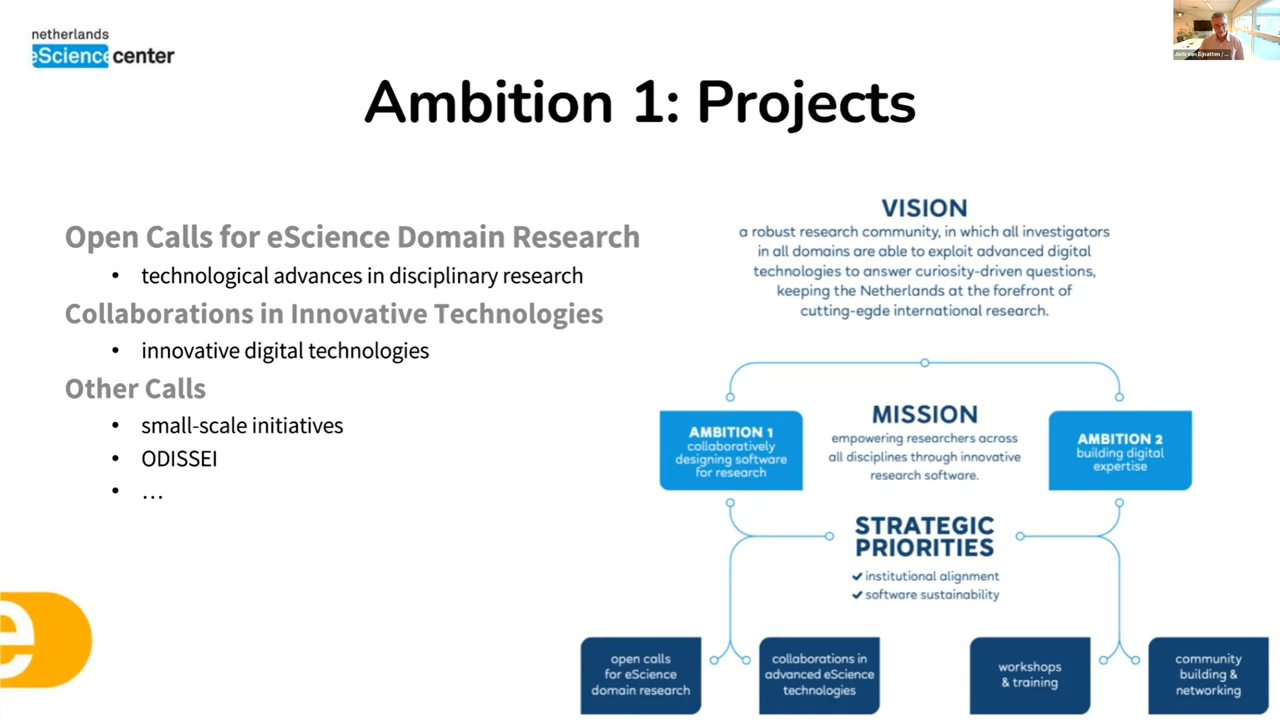 netherlands
eScience center
Joris van Eijnatten / ...
Ambition 1: Projects
Open Calls for eScience Domain Research
• technological advances in disciplinary research
Collaborations in Innovative Technologies
• innovative digital technologies
Other Calls
• small-scale initiatives
• ODISSEI
• ...
VISION
a robust research community, in which all investigators
in all domains are able to exploit advanced digital
technologies to answer curiosity-driven questions,
keeping the Netherlands at the forefront of
cutting-egde international research.
AMBITION 1
collaboratively
designing software
for research
MISSION
empowering researchers across
all disciplines through innovative
research software.
AMBITION 2
building digital
expertise
STRATEGIC
PRIORITIES
✔ institutional alignment
✔ software sustainability
open calls
for eScience
domain research
collaborations in
advanced eScience
technologies
workshops
& training
community
building &
networking
e